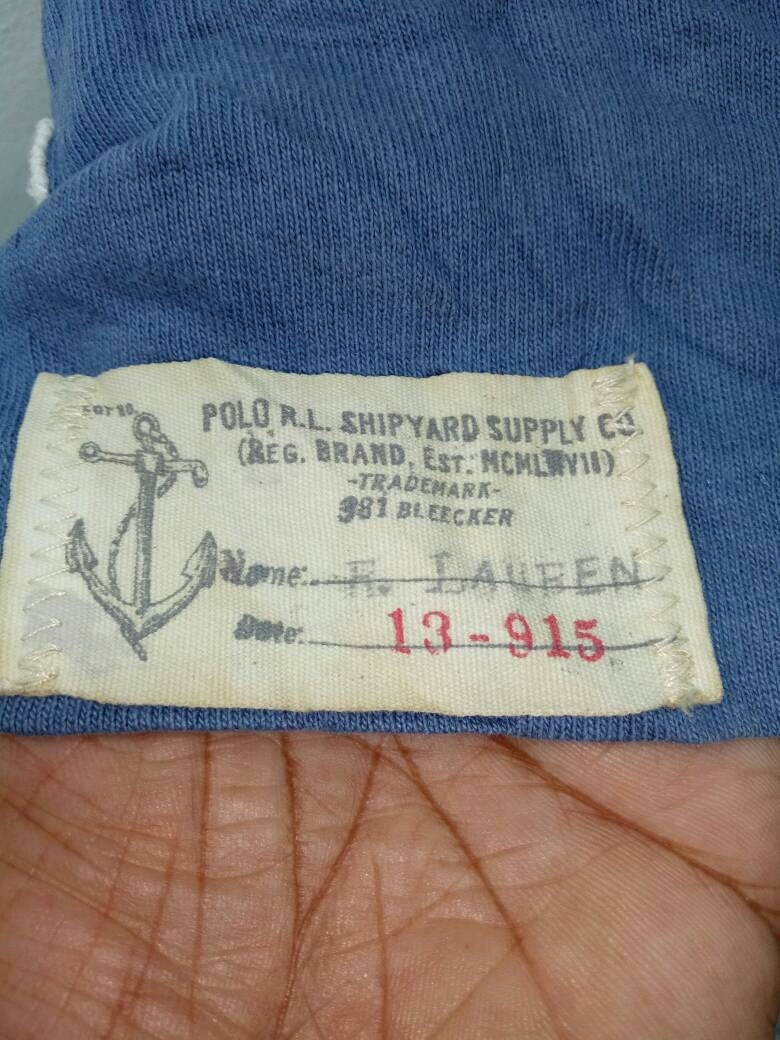 POLO R.L. SHIPYARD SUPPLY CO
(REG. BRAND, EST. MCMLXVII)
-TRADEMARK-
381 BLEECKER
Name: R. LAUREN
Date: 13-915